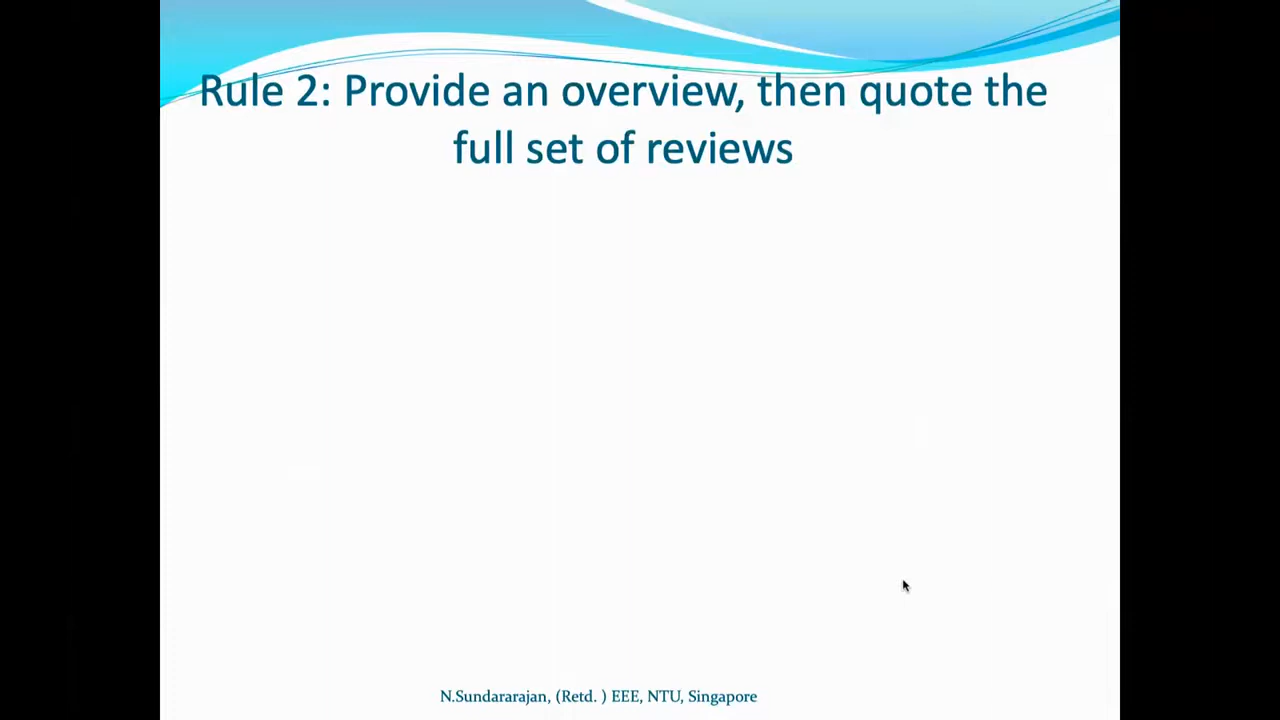 Rule 2: Provide an overview, then quote the
full set of reviews
N.Sundararajan, (Retd. ) EEE, NTU, Singapore